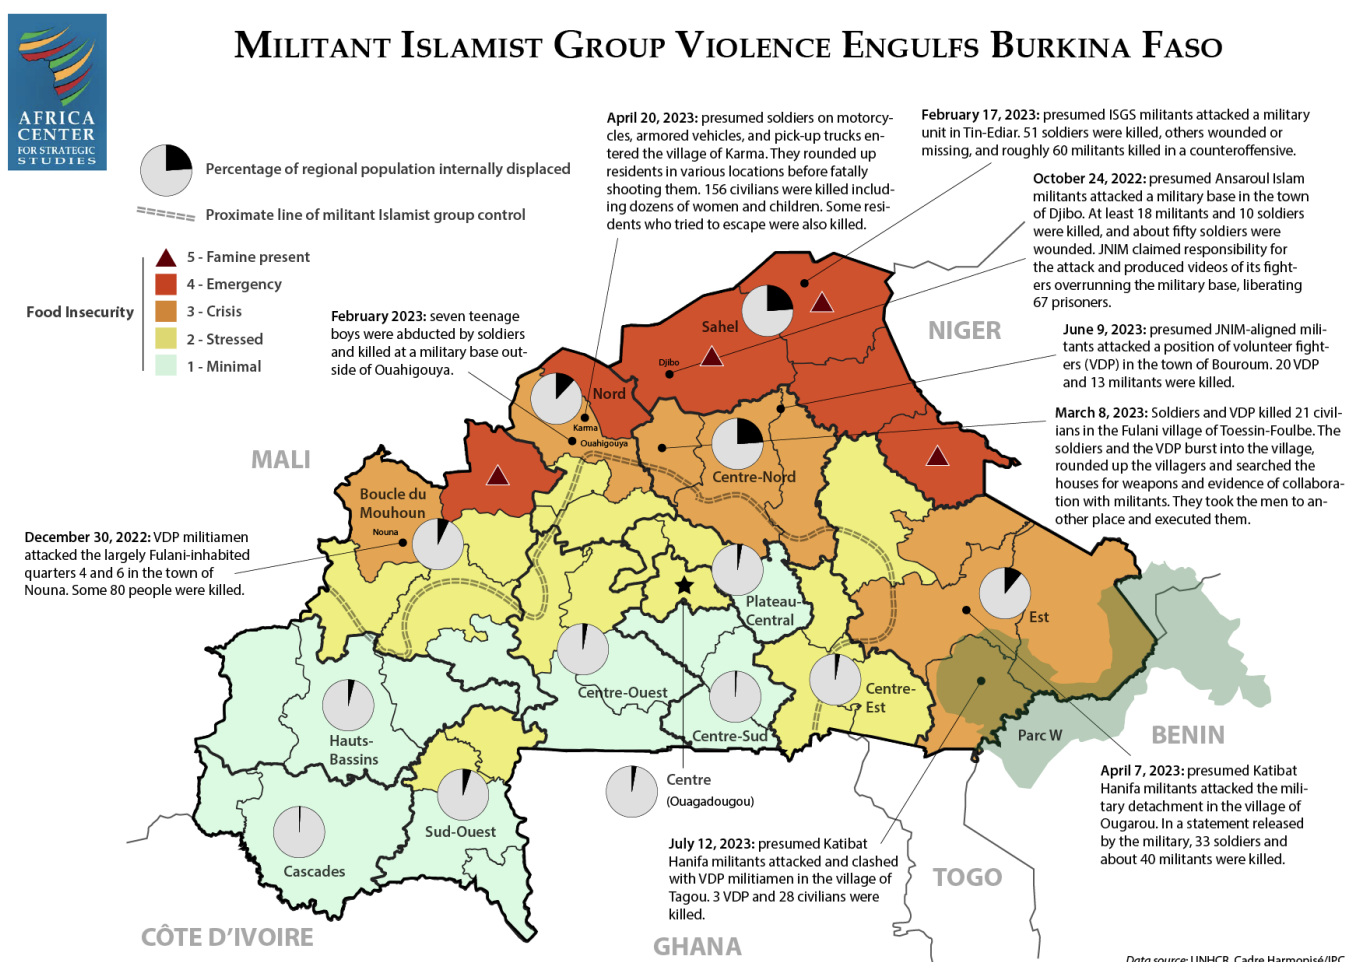 MILITANT ISLAMIST GROUP VIOLENCE ENGULFS BURKINA FASO
AFRICA
CENTER
FOR STRATEGIC
STUDIES
Percentage of regional population internally displaced
Proximate line of militant Islamist group control
Food Insecurity
5 - Famine present
4 - Emergency
3 - Crisis
2 - Stressed
1 - Minimal
April 20, 2023: presumed soldiers on motorcy-
cles, armored vehicles, and pick-up trucks en-
tered the village of Karma. They rounded up
residents in various locations before fatally
shooting them. 156 civilians were killed includ-
ing dozens of women and children. Some resi-
dents who tried to escape were also killed.
February 17, 2023: presumed ISGS militants attacked a military
unit in Tin-Ediar. 51 soldiers were killed, others wounded or
missing, and roughly 60 militants killed in a counteroffensive.
October 24, 2022: presumed Ansaroul Islam
militants attacked a military base in the town
of Djibo. At least 18 militants and 10 soldiers
were killed, and about fifty soldiers were
wounded. JNIM claimed responsibility for
the attack and produced videos of its fight-
ers overrunning the military base, liberating
67 prisoners.
February 2023: seven teenage
boys were abducted by soldiers
and killed at a military base out-
side of Ouahigouya.
June 9, 2023: presumed JNIM-aligned mili-
tants attacked a position of volunteer fight-
ers (VDP) in the town of Bouroum. 20 VDP
and 13 militants were killed.
March 8, 2023: Soldiers and VDP killed 21 civil-
ians in the Fulani village of Toessin-Foulbe. The
soldiers and the VDP burst into the village,
rounded up the villagers and searched the
houses for weapons and evidence of collabora-
tion with militants. They took the men to an-
other place and executed them.
December 30, 2022: VDP militiamen
attacked the largely Fulani-inhabited
quarters 4 and 6 in the town of
Nouna. Some 80 people were killed.
NIGER
MALI
Sahel
Djibo
Nord
Karma
Ouahigouya
Centre-Nord
Boucle du
Mouhoun
Nouna
Plateau-
Central
Est
Centre-Ouest
Centre-
Est
Centre-Sud
Hauts-
Bassins
Parc W
BENIN
Centre
(Ouagadougou)
Sud-Ouest
Cascades
April 7, 2023: presumed Katibat
Hanifa militants attacked the mili-
tary detachment in the village of
Ougarou. In a statement released
by the military, 33 soldiers and
about 40 militants were killed.
July 12, 2023: presumed Katibat
Hanifa militants attacked and clashed
with VDP militiamen in the village of
Tagou. 3 VDP and 28 civilians were
killed.
TOGO
CÔTE D'IVOIRE
GHANA
Data source: UNHCR, Cadre Harmonisé/IPC